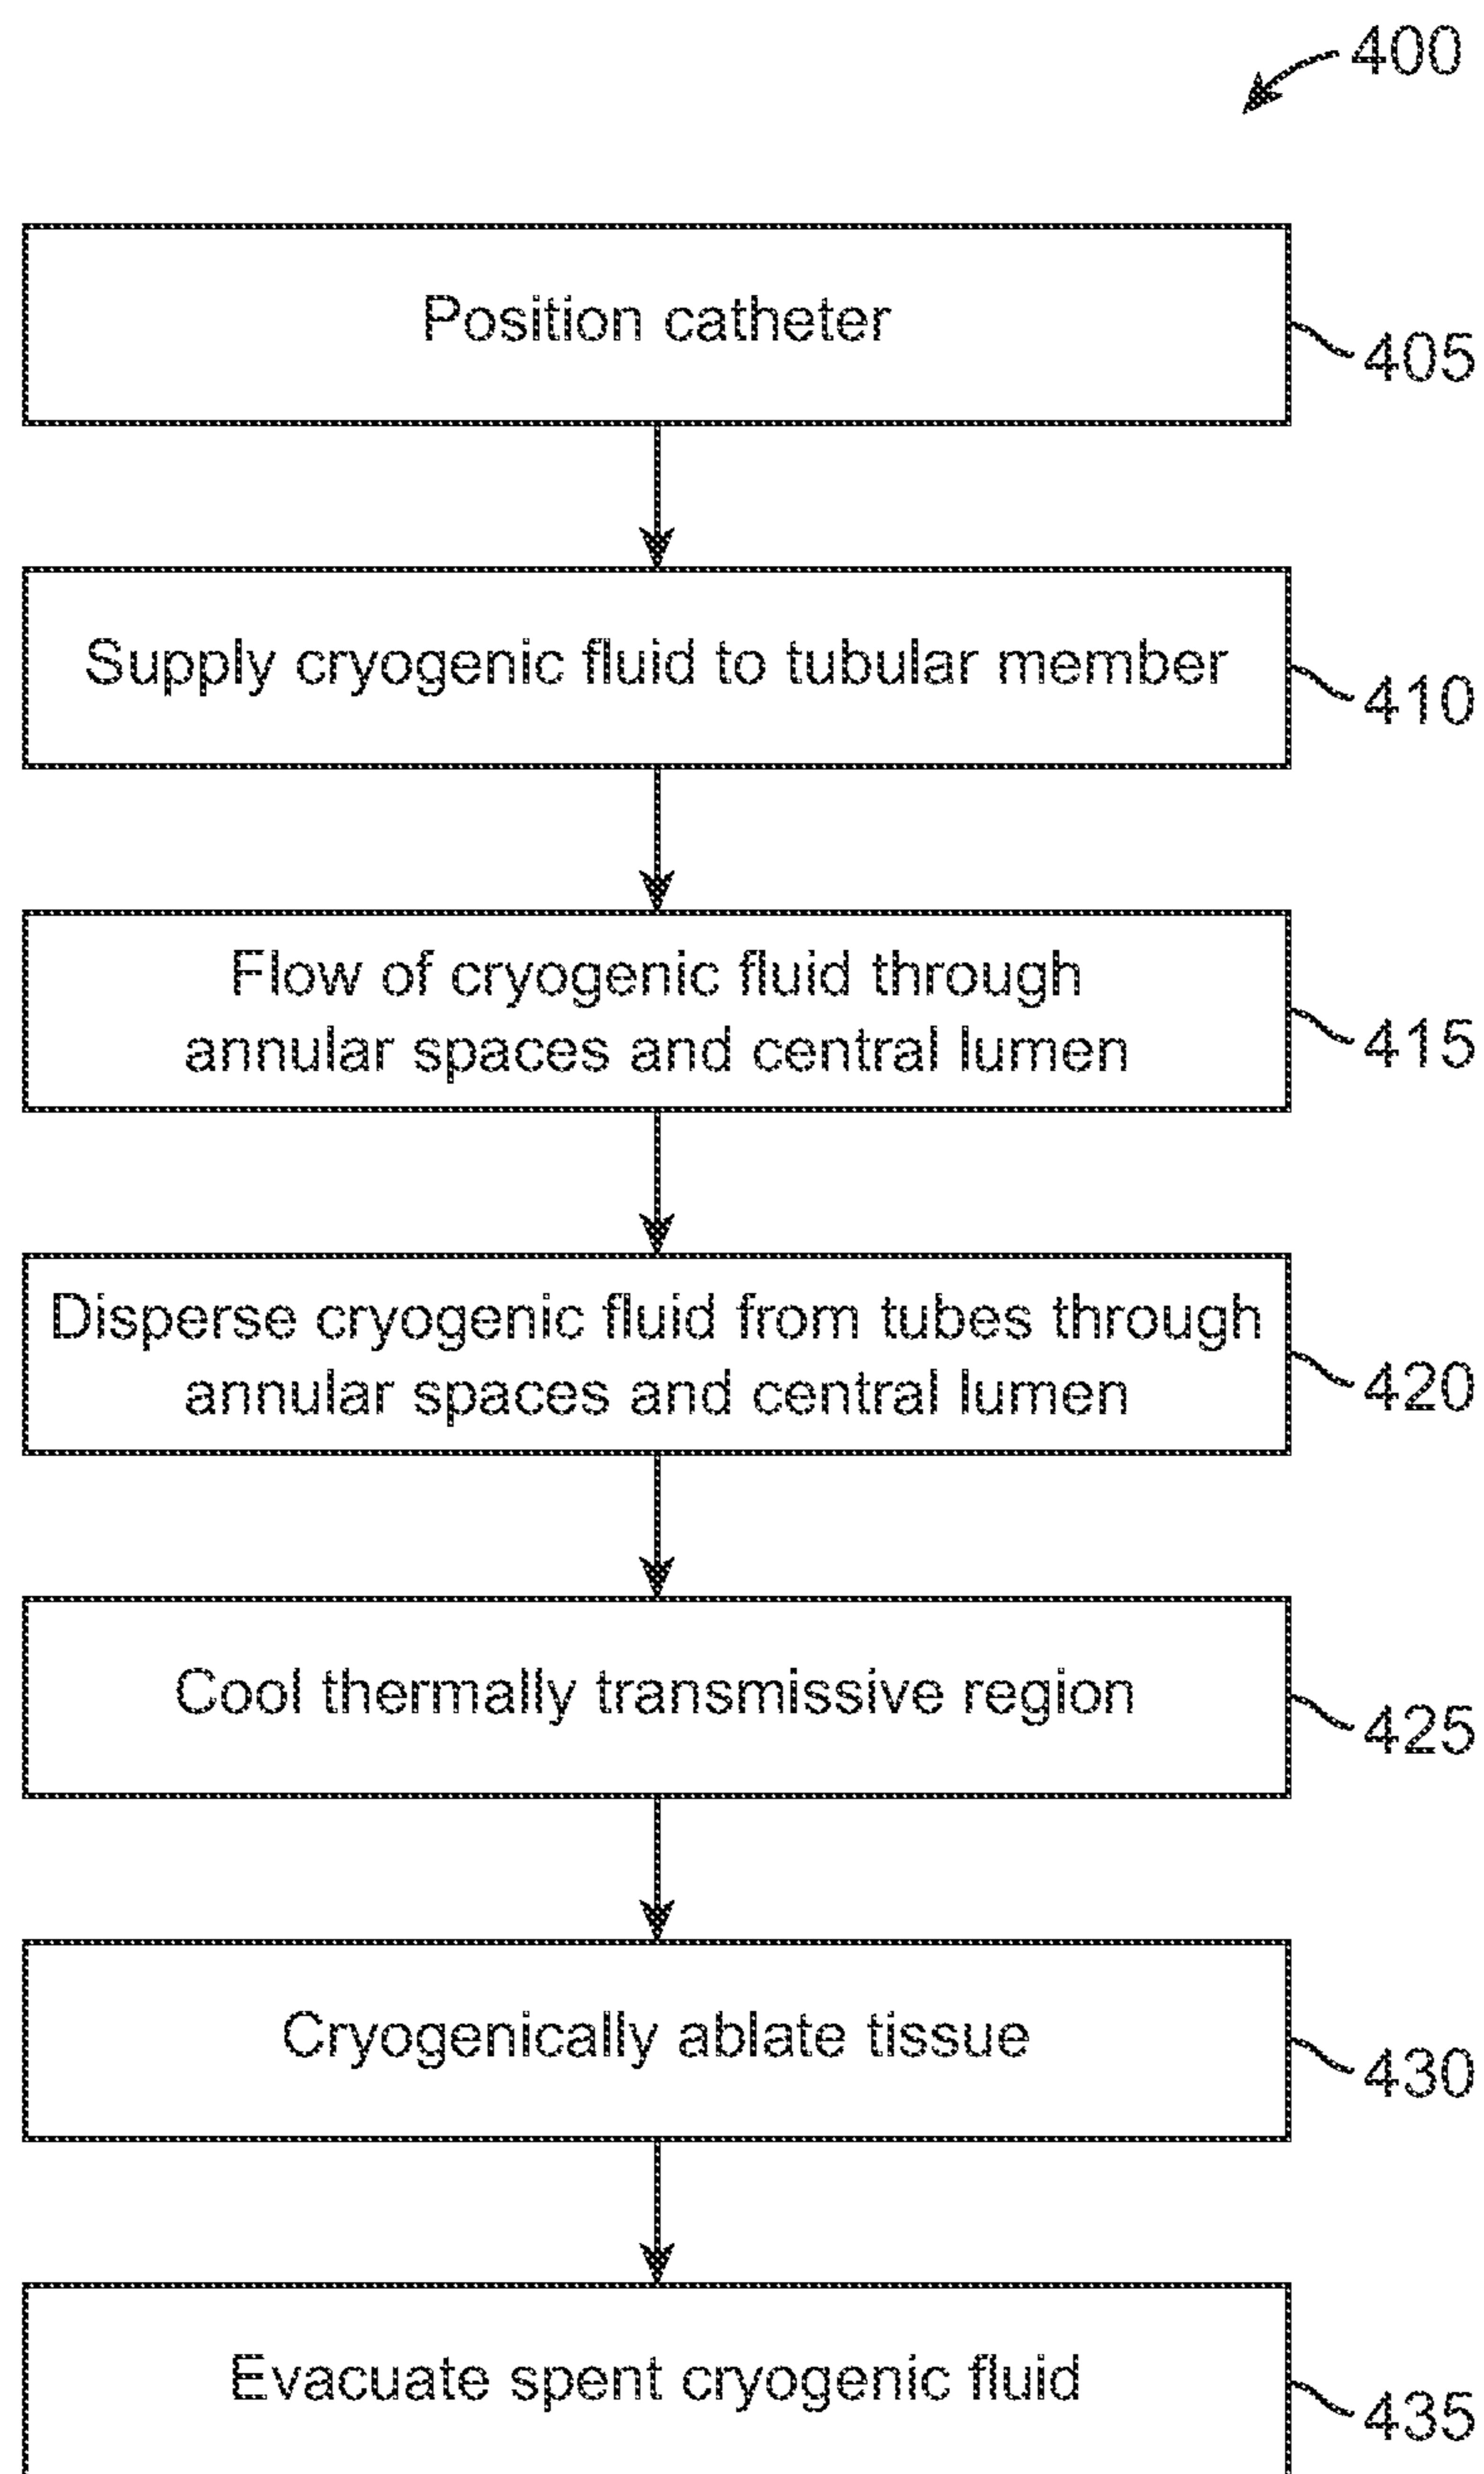 400
Position catheter
405
Supply cryogenic fluid to tubular member
410
Flow of cryogenic fluid through
annular spaces and central lumen
415
Disperse cryogenic fluid from tubes through
annular spaces and central lumen
420
Cool thermally transmissive region
425
Cryogenically ablate tissue
430
Evacuate spent cryogenic fluid
435